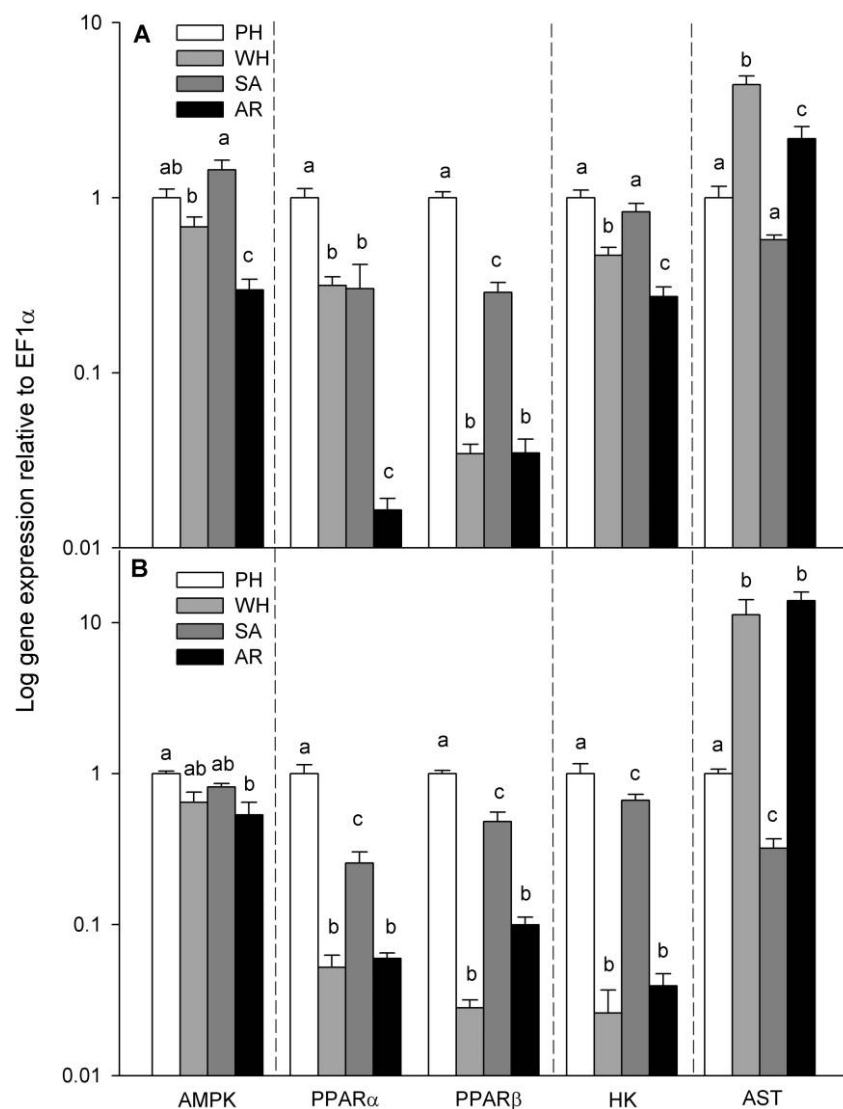 Log gene expression relative to EF1α
10
A
PH
WH
SA
AR
1
0.1
0.01
ab b a c
a b b c
a b c b
a b a c
a b a c
B
PH
WH
SA
AR
10
1
0.1
0.01
a ab ab b
a b c b
a b c b
a b c b
a b c b
AMPK PPARα PPARβ HK AST